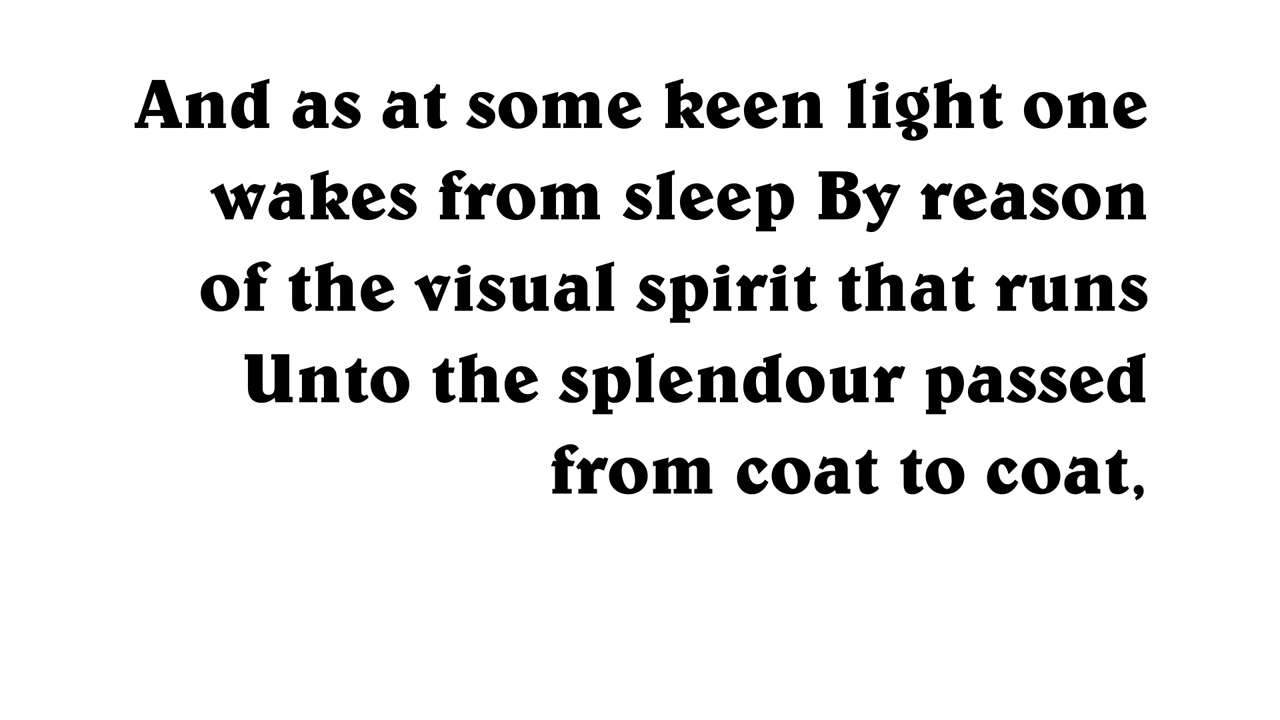 And as at some keen light one
wakes from sleep By reason
of the visual spirit that runs
Unto the splendour passed
from coat to coat,